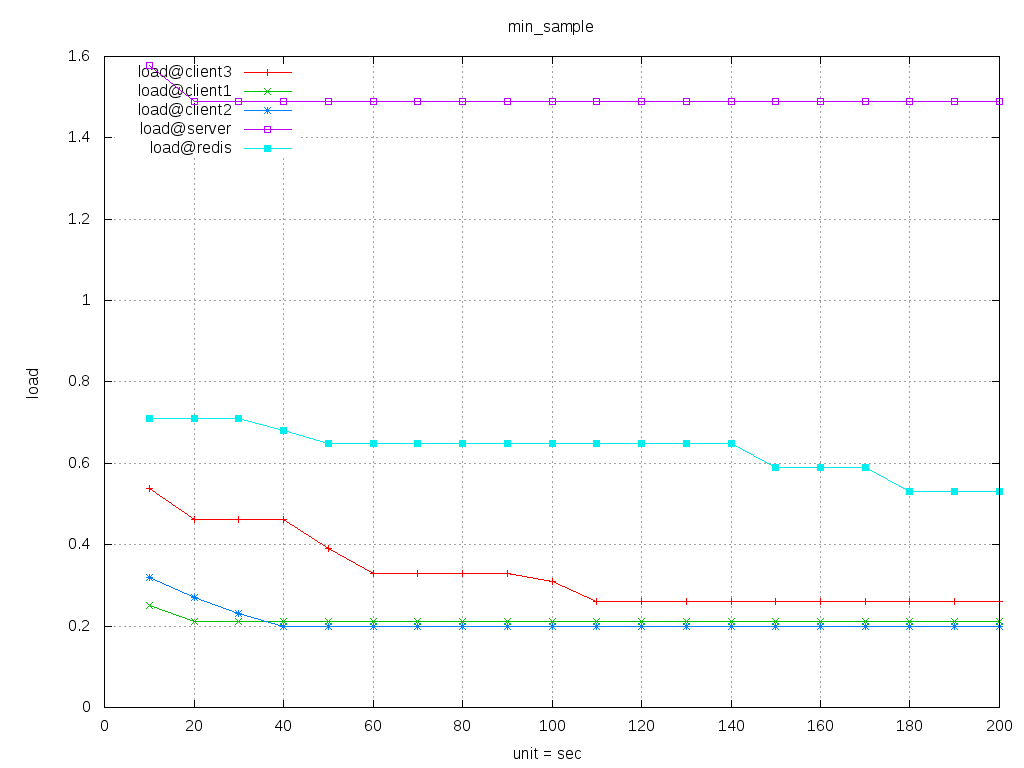 min_sample
1.6
1.4
1.2
1
0.8
0.6
0.4
0.2
0
load
load@client3
load@client1
load@client2
load@server
load@redis
0 20 40 60 80 100 120 140 160 180 200
unit = sec